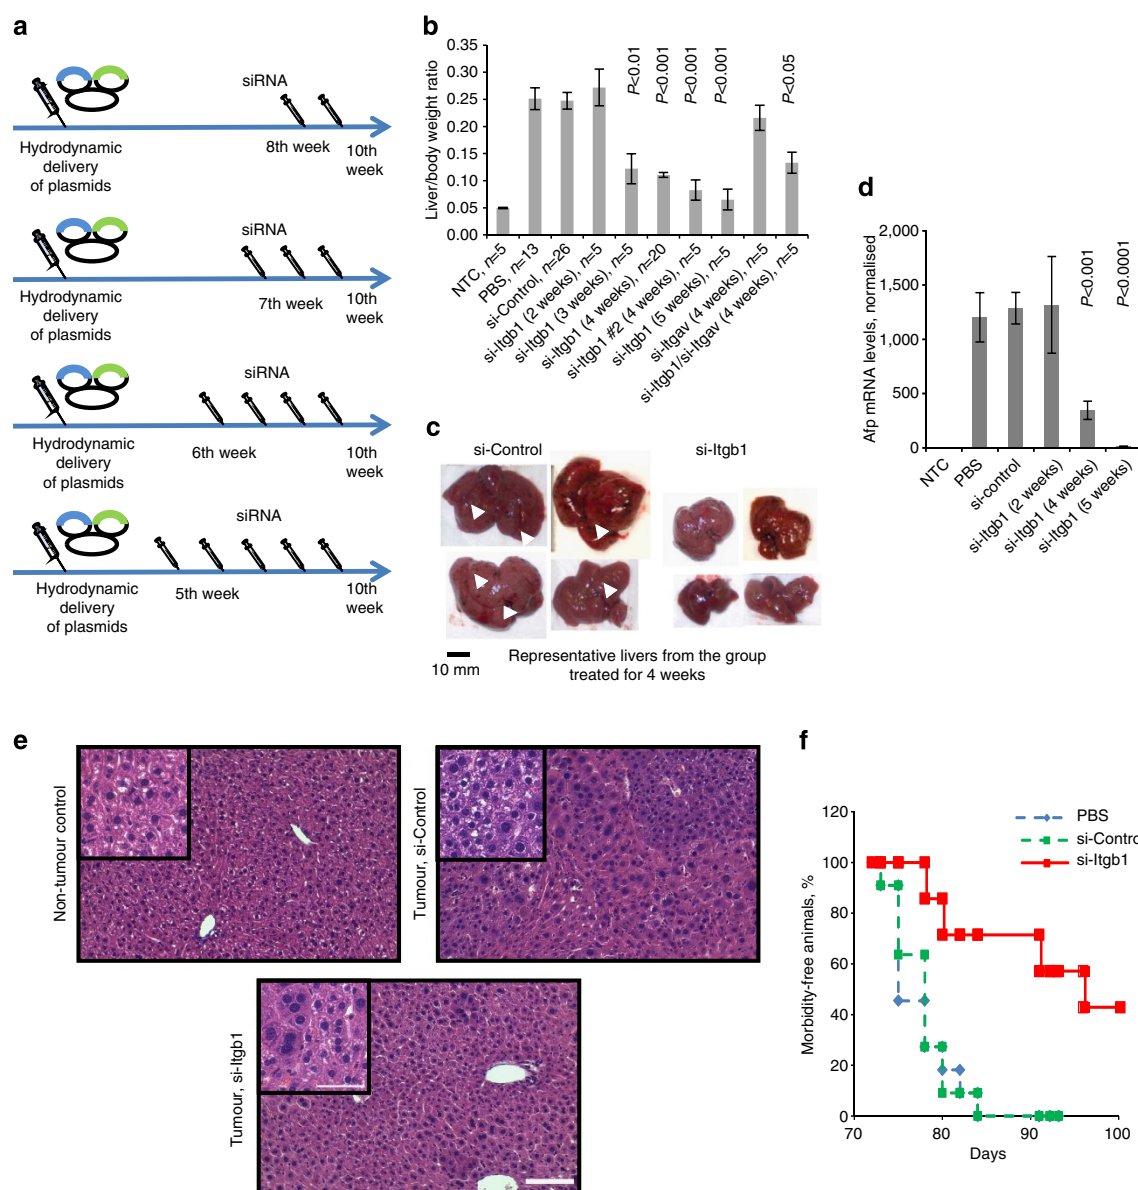 a
siRNA
8th week
10th
week
Hydrodynamic
delivery
of plasmids
siRNA
7th week
10th
week
Hydrodynamic
delivery
of plasmids
siRNA
6th week
10th
week
Hydrodynamic
delivery
of plasmids
siRNA
5th week
10th
week
Hydrodynamic
delivery
of plasmids
b
Liver/body weight ratio
0.35
0.30
0.25
0.20
0.15
0.10
0.05
0.00
P<0.01
P<0.001
P<0.001
P<0.001
P<0.05
NTC, n=5
PBS, n=13
si-Control, n=26
si-Itgb1 (2 weeks), n=5
si-Itgb1 (3 weeks), n=5
si-Itgb1 (4 weeks), n=20
si-Itgb1 #2 (4 weeks), n=5
si-Itgb1 (5 weeks), n=5
si-Itgav (4 weeks), n=5
si-Itgb1/si-Itgav (4 weeks), n=5
c
si-Control
si-Itgb1
10 mm
Representative livers from the group
treated for 4 weeks
d
Afp mRNA levels, normalised
2,000
1,500
1,000
500
0
P<0.001
P<0.0001
NTC
PBS
si-control
si-Itgb1 (2 weeks)
si-Itgb1 (4 weeks)
si-Itgb1 (5 weeks)
e
Non-tumour control
Tumour, si-Control
Tumour, si-Itgb1
f
Morbidity-free animals, %
120
100
80
60
40
20
0
70
80
90
100
Days
PBS
si-Contro
si-Itgb1